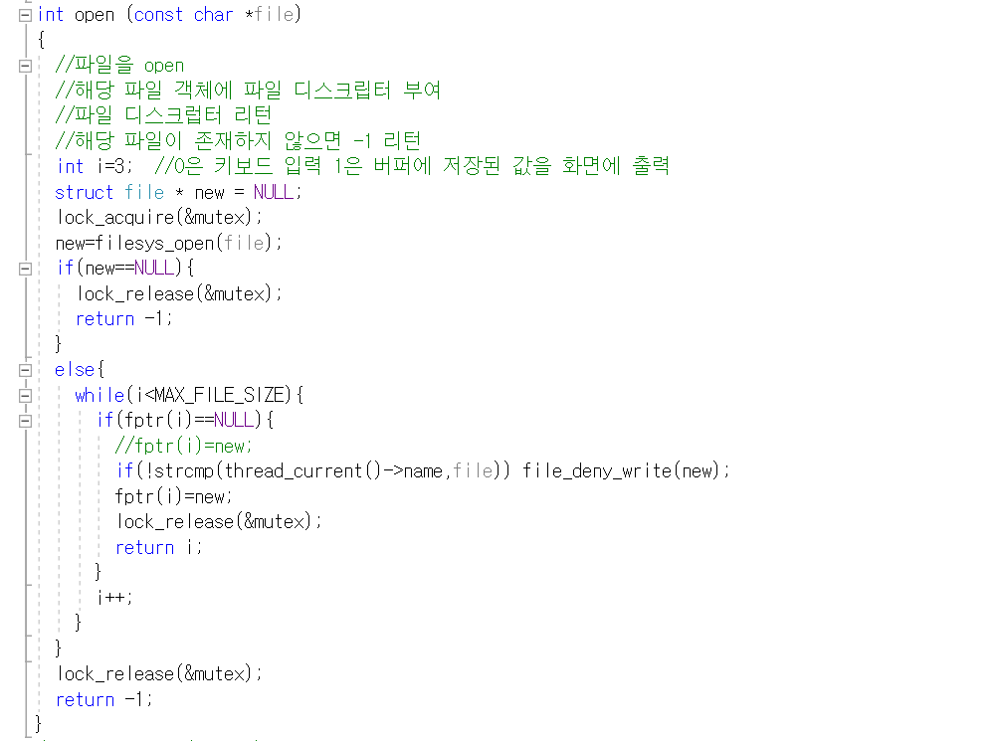 int open (const char *file)
{
//파일을 open
//해당 파일 객체에 파일 디스크립터 부여
//파일 디스크럽터 리턴
//해당 파일이 존재하지 않으면 -1 리턴
int i=3; //0은 키보드 입력 1은 버퍼에 저장된 값을 화면에 출력
struct file * new = NULL;
lock_acquire(&mutex);
new=filesys_open(file);
if(new==NULL){
lock_release(&mutex);
return -1;
}
else{
while(i<MAX_FILE_SIZE){
if(fptr(i)==NULL){
//fptr(i)=new;
if(!strcmp(thread_current()->name,file)) file_deny_write(new);
fptr(i)=new;
lock_release(&mutex);
return i;
}
i++;
}
}
lock_release(&mutex);
return -1;
}